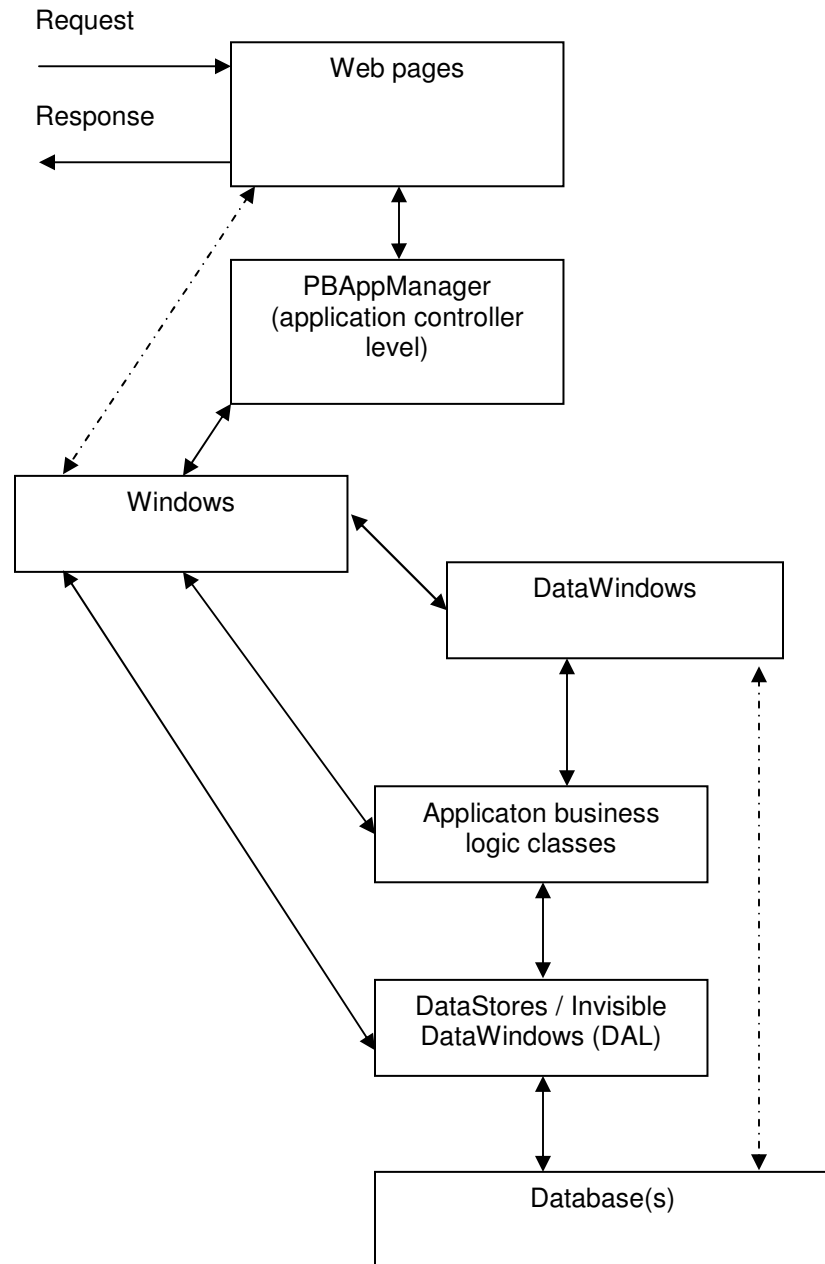 Request
Web pages
Response
PBAppManager
(application controller
level)
Windows
DataWindows
Applicaton business
logic classes
DataStores / Invisible
DataWindows (DAL)
Database(s)